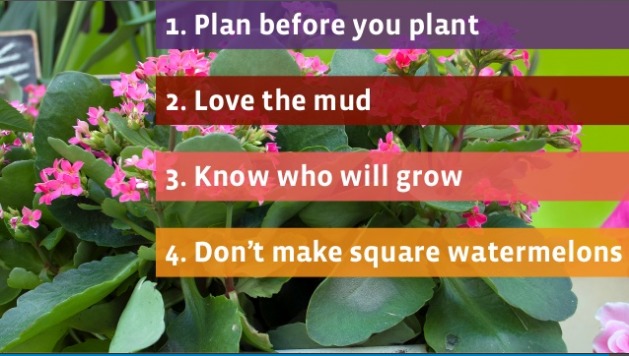 1. Plan before you plant
2. Love the mud
3. Know who will grow
4. Don't make square watermelons